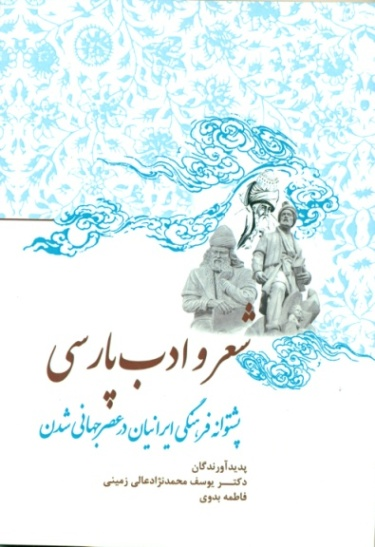 شعر و ادب پارسی
پشتوانه فرهنگی ایرانیان در عصر جهانی شدن
پدیدآورندگان
دکتر یوسف محمدنژادعالی زمینی
فاطمه بدوی